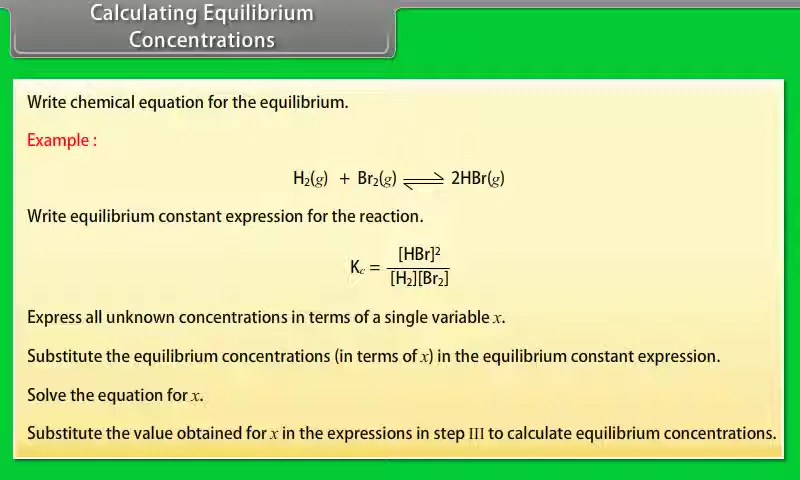 Calculating Equilibrium
Concentrations
Write chemical equation for the equilibrium.
Example :
H₂(g) + Br₂(g) ⇌ 2HBr(g)
Write equilibrium constant expression for the reaction.
K꜀ = [HBr]² / [H₂][Br₂]
Express all unknown concentrations in terms of a single variable x.
Substitute the equilibrium concentrations (in terms of x) in the equilibrium constant expression.
Solve the equation for x.
Substitute the value obtained for x in the expressions in step III to calculate equilibrium concentrations.